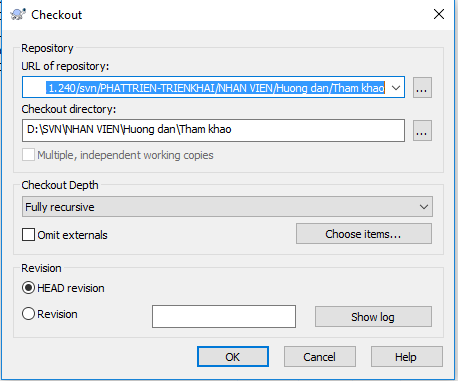 Checkout
Repository
URL of repository:
1.240/svn/PHATTRIEN-TRIENKHAI/NHAN VIEN/Huong dan/Tham khao
...
Checkout directory:
D:\SVN\NHAN VIEN\Huong dan\Tham khao
...
Multiple, independent working copies
Checkout Depth
Fully recursive
Omit externals
Choose items...
Revision
HEAD revision
Revision
Show log
OK
Cancel
Help